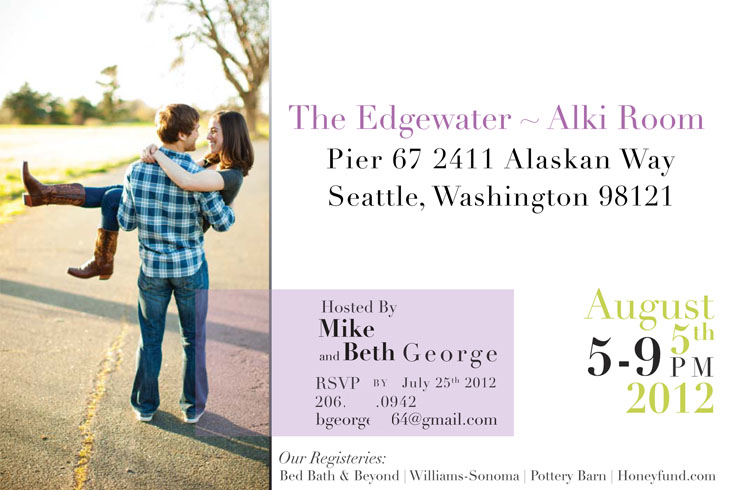 The Edgewater ~ Alki Room
Pier 67 2411 Alaskan Way
Seattle, Washington 98121
Hosted By
Mike
and Beth George
RSVP BY July 25th 2012
206. .0942
bgeorge 64@gmail.com
August
5th
5-9 PM
2012
Our Registeries:
Bed Bath & Beyond | Williams-Sonoma | Pottery Barn | Honeyfund.com